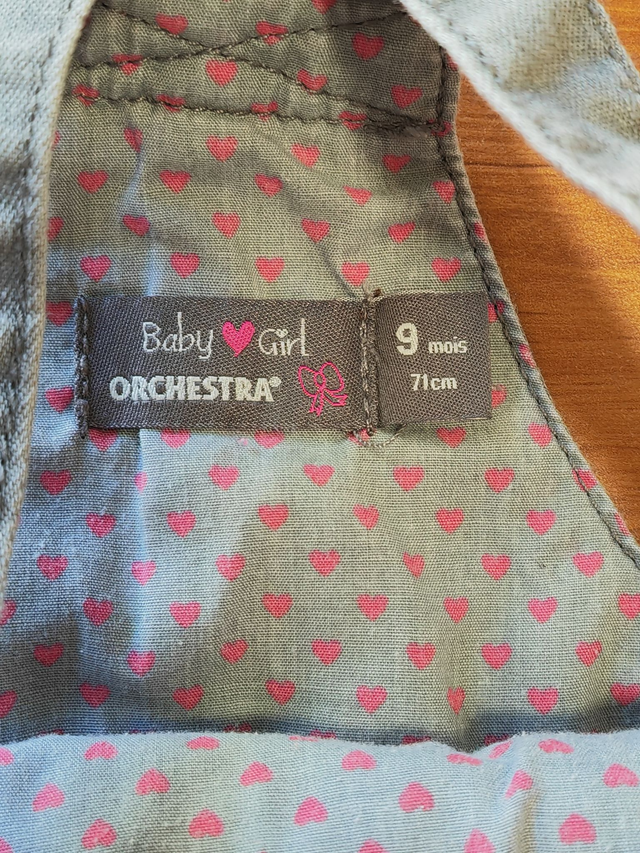 Baby Girl
ORCHESTRA®
9 mois
71cm